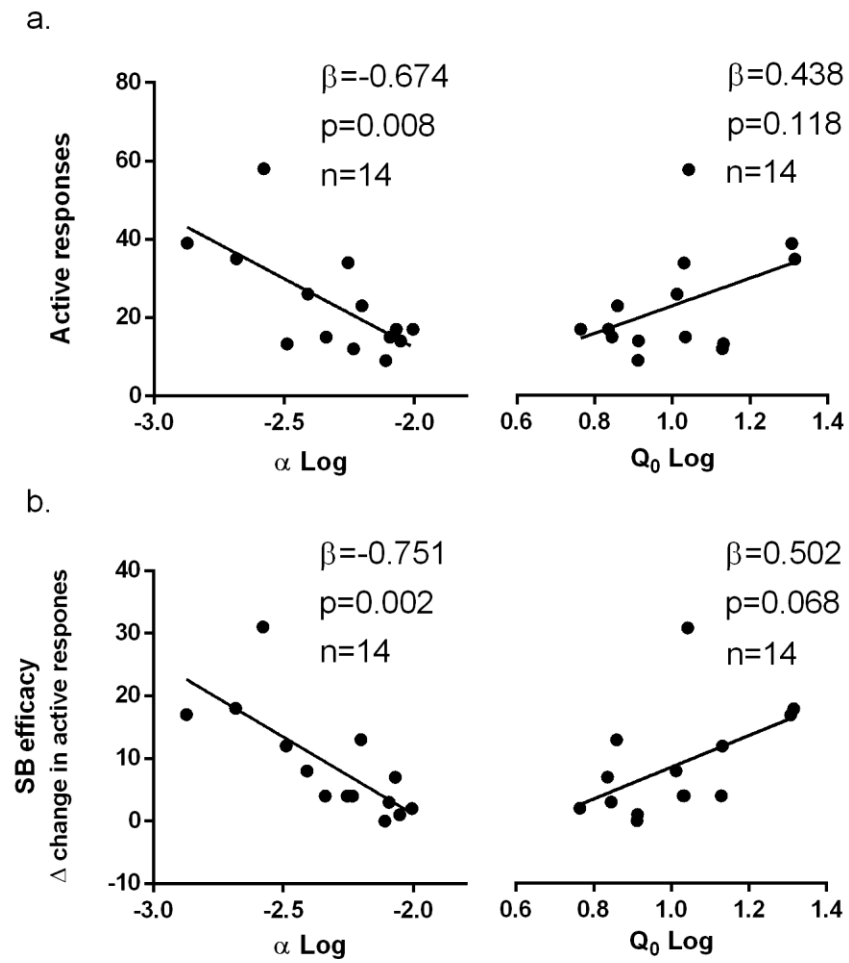 a.
Active responses
80
60
40
20
0
β=-0.674
p=0.008
n=14
-3.0
-2.5
-2.0
α Log
β=0.438
p=0.118
n=14
0.6
0.8
1.0
1.2
1.4
Q₀ Log
b.
SB efficacy
Δ change in active respones
40
30
20
10
0
-10
β=-0.751
p=0.002
n=14
-3.0
-2.5
-2.0
α Log
β=0.502
p=0.068
n=14
0.6
0.8
1.0
1.2
1.4
Q₀ Log